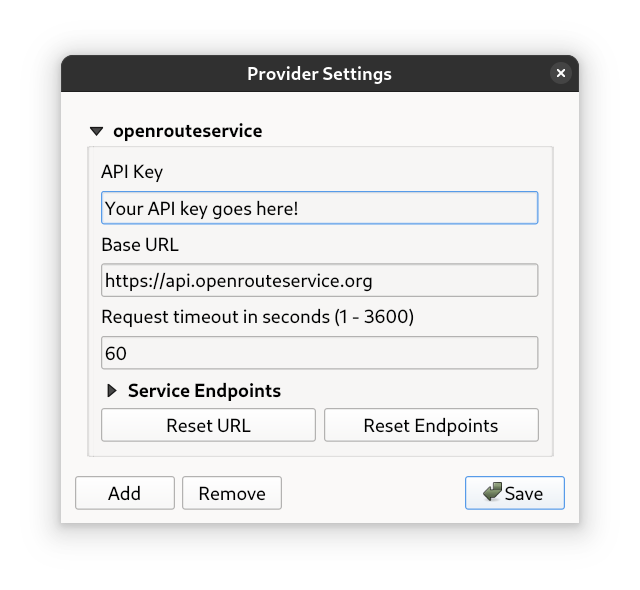 Provider Settings
openrouteservice
API Key
Your API key goes here!
Base URL
https://api.openrouteservice.org
Request timeout in seconds (1 - 3600)
60
Service Endpoints
Reset URL Reset Endpoints
Add Remove Save